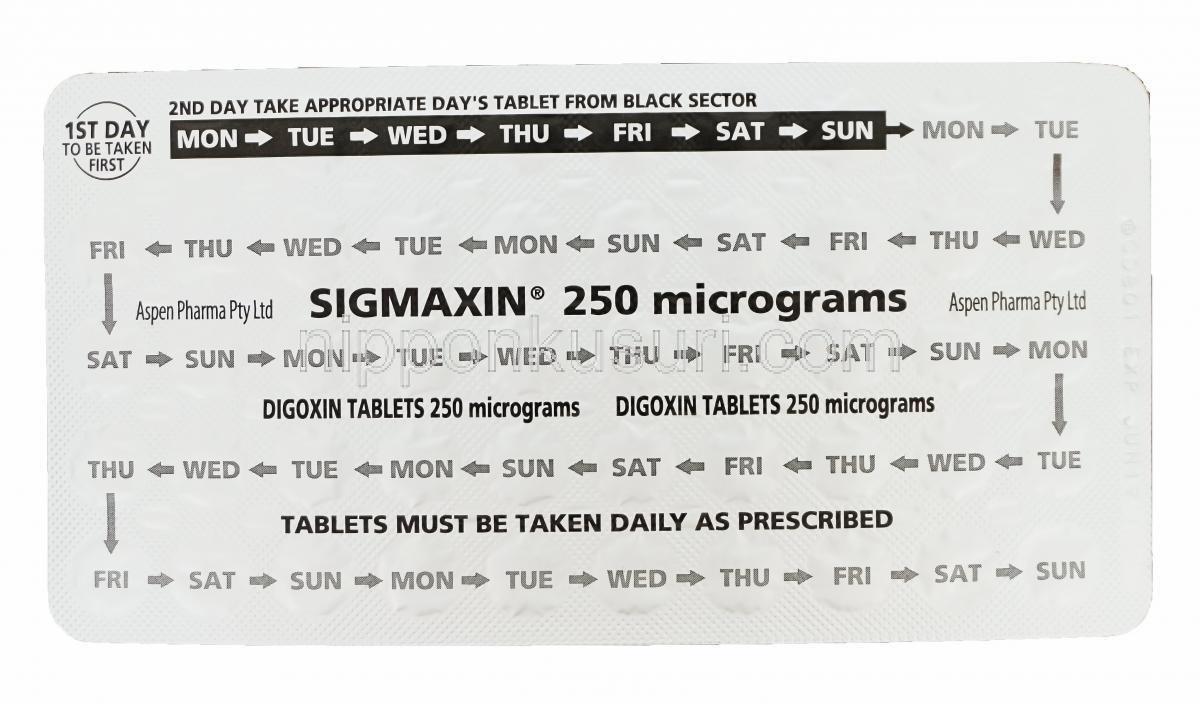 2ND DAY TAKE APPROPRIATE DAY'S TABLET FROM BLACK SECTOR
1ST DAY
TO BE TAKEN
FIRST
MON TUE WED THU FRI SAT SUN MON TUE
FRI THU WED TUE MON SUN SAT FRI THU WED
Aspen Pharma Pty Ltd SIGMAXIN® 250 micrograms Aspen Pharma Pty Ltd
nipponkusuri.com
SAT SUN MON TUE WED THU FRI SAT SUN MON
DIGOXIN TABLETS 250 micrograms DIGOXIN TABLETS 250 micrograms
THU WED TUE MON SUN SAT FRI THU WED TUE
TABLETS MUST BE TAKEN DAILY AS PRESCRIBED
FRI SAT SUN MON TUE WED THU FRI SAT SUN
EXP